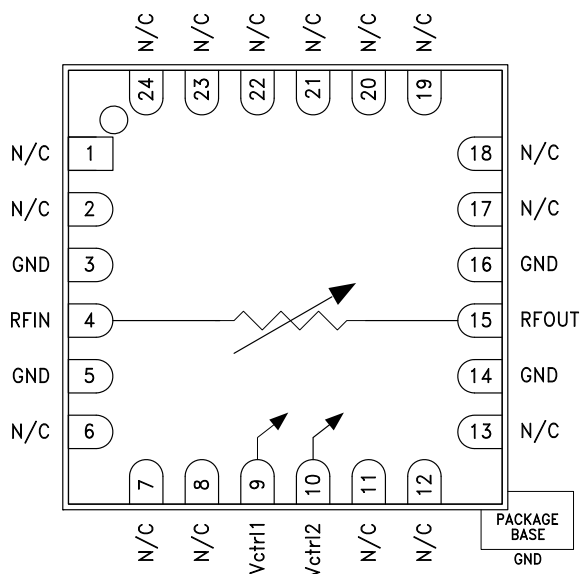 N/C N/C N/C N/C N/C N/C
24 23 22 21 20 19
N/C 1 18 N/C
N/C 2 17 N/C
GND 3 16 GND
RFIN 4 15 RFOUT
GND 5 14 GND
N/C 6 13 N/C
7 8 9 10 11 12
N/C N/C Vctrl1 Vctrl2 N/C N/C
PACKAGE
BASE
GND